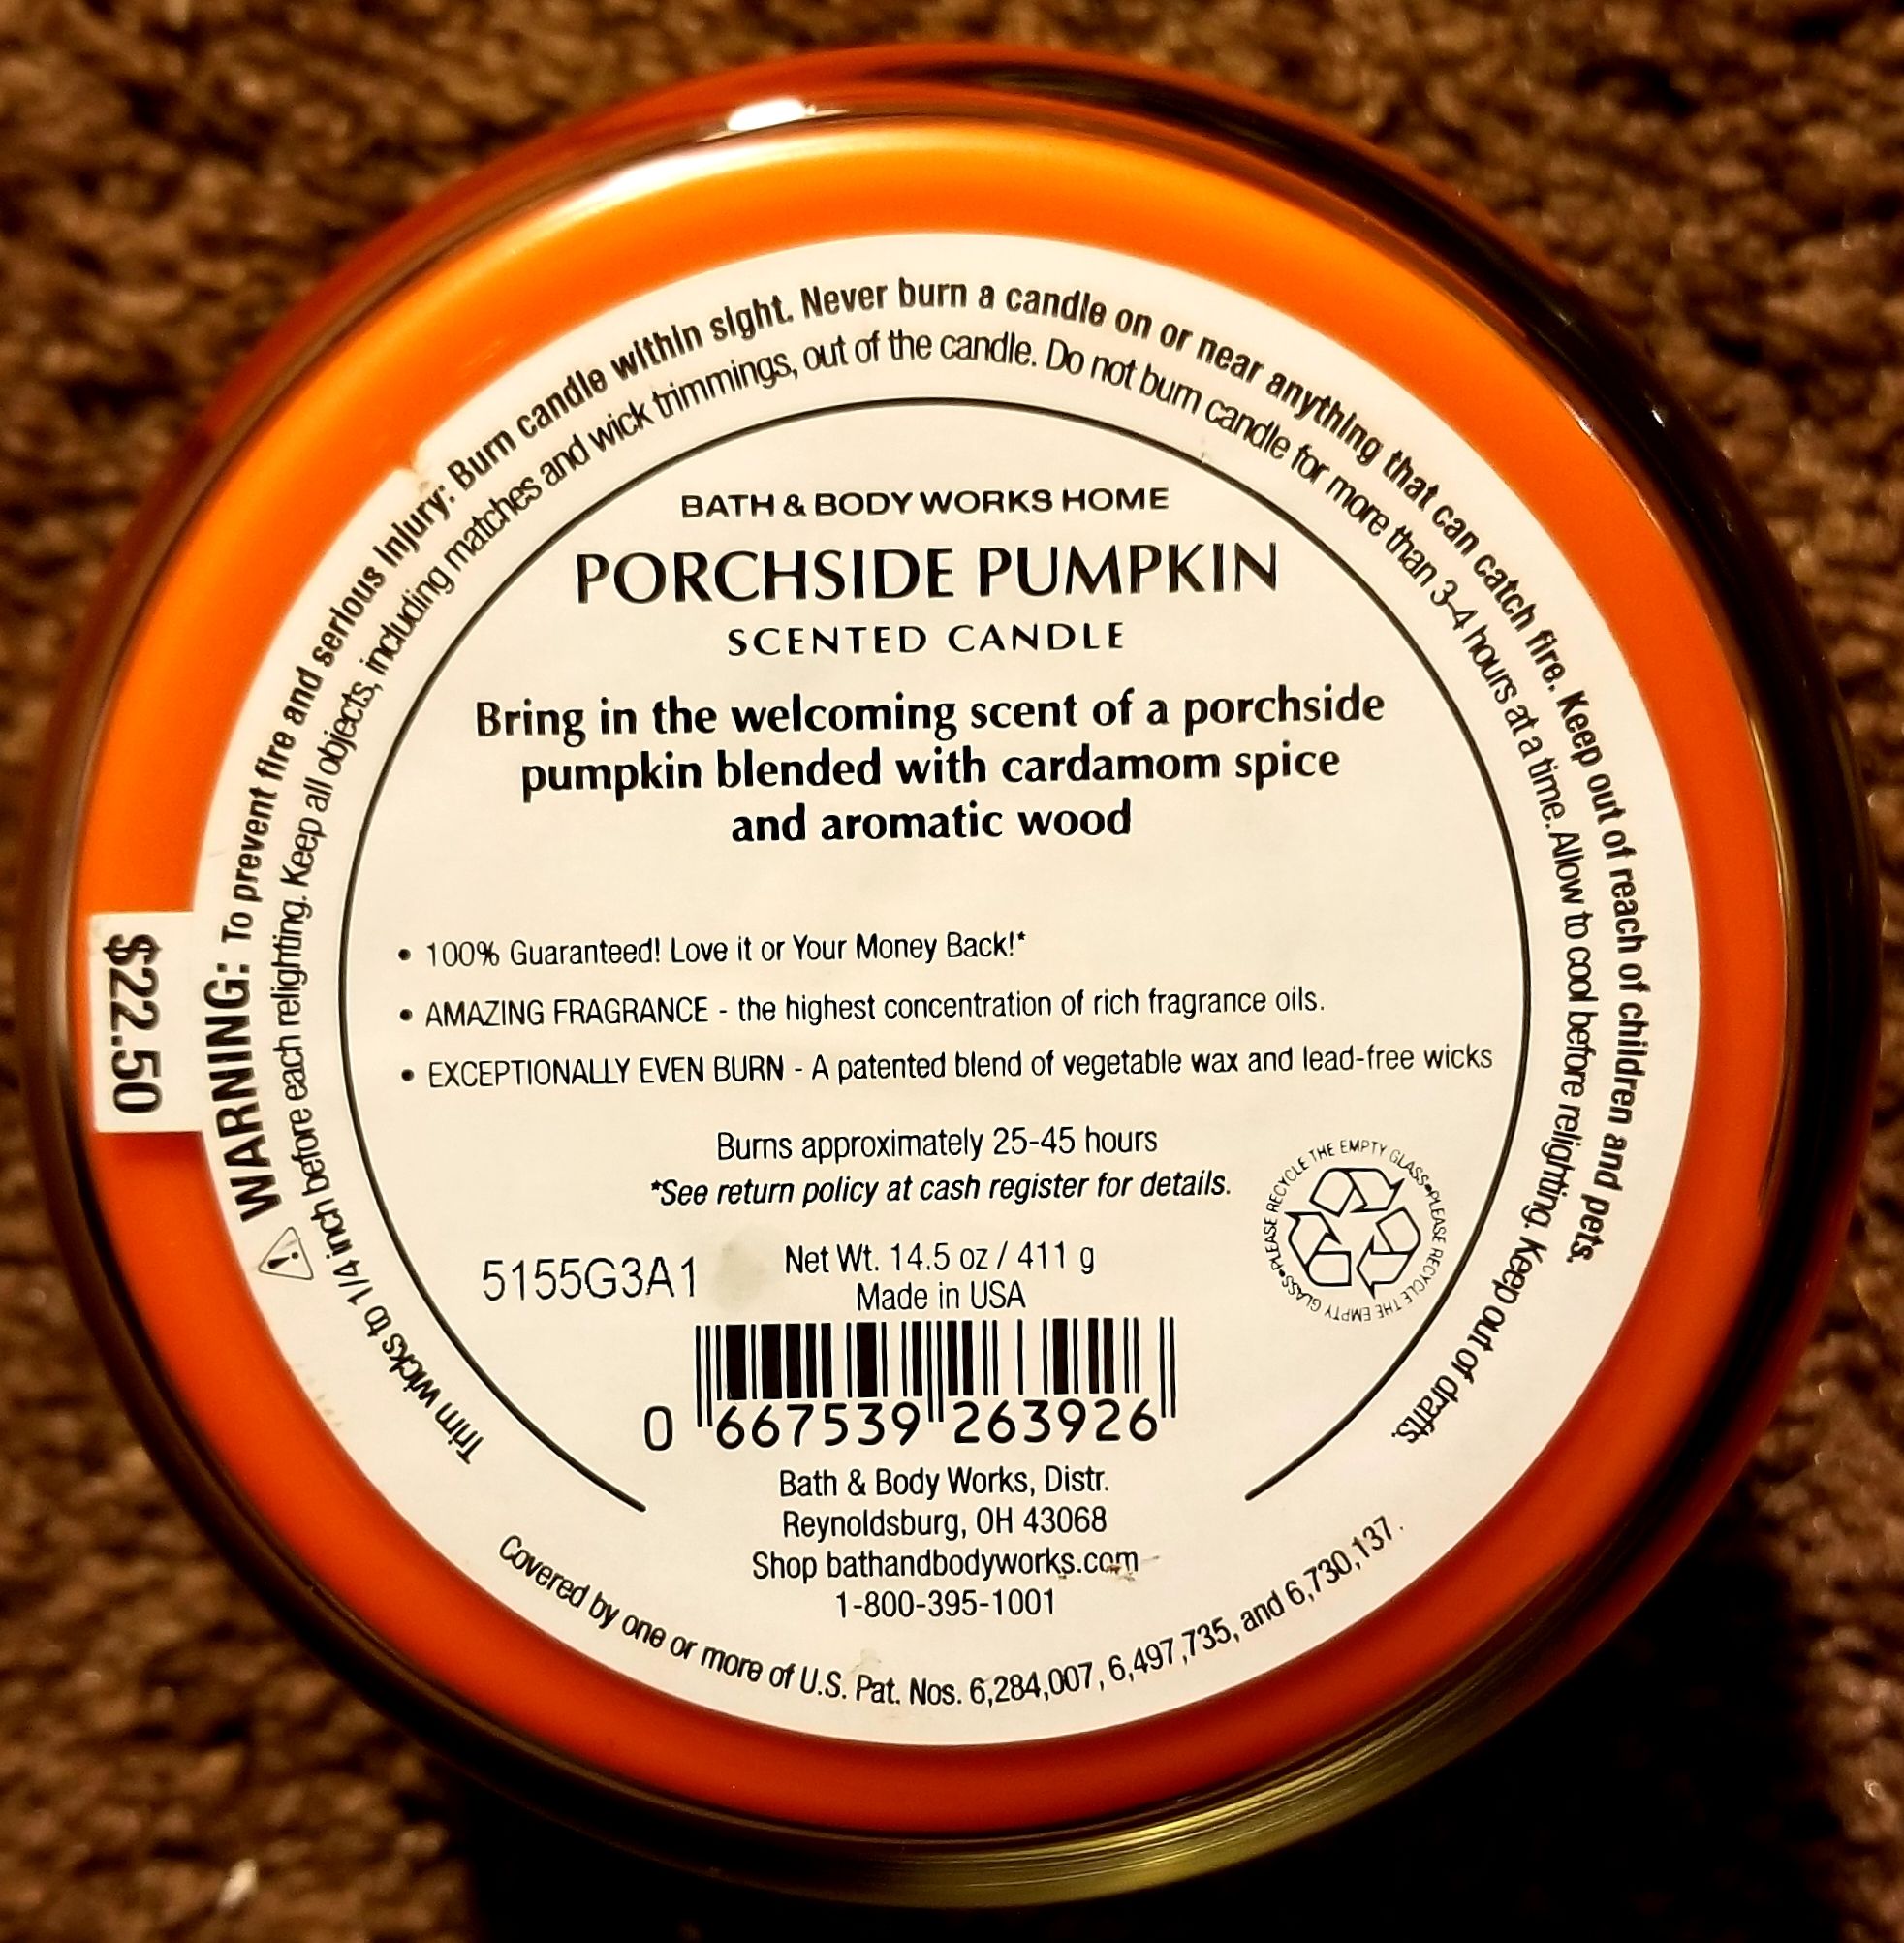 WARNING: To prevent fire and serious injury: Burn candle within sight. Never burn a candle on or near anything that can catch fire. Keep out of reach of children and pets.
Trim wicks to 1/4 inch before each relighting. Keep all objects, including matches and wick trimmings, out of the candle. Do not burn candle for more than 3-4 hours at a time. Allow to cool before relighting. Keep out of drafts.
BATH & BODY WORKS HOME
PORCHSIDE PUMPKIN
SCENTED CANDLE
Bring in the welcoming scent of a porchside
pumpkin blended with cardamom spice
and aromatic wood
$22.50
• 100% Guaranteed! Love it or Your Money Back!*
• AMAZING FRAGRANCE - the highest concentration of rich fragrance oils.
• EXCEPTIONALLY EVEN BURN - A patented blend of vegetable wax and lead-free wicks
Burns approximately 25-45 hours
*See return policy at cash register for details.
PLEASE RECYCLE THE EMPTY GLASS•PLEASE RECYCLE THE EMPTY GLASS•
5155G3A1
Net Wt. 14.5 oz / 411 g
Made in USA
0 667539 263926
Bath & Body Works, Distr.
Reynoldsburg, OH 43068
Shop bathandbodyworks.com
1-800-395-1001
Covered by one or more of U.S. Pat. Nos. 6,284,007, 6,497,735, and 6,730,137.